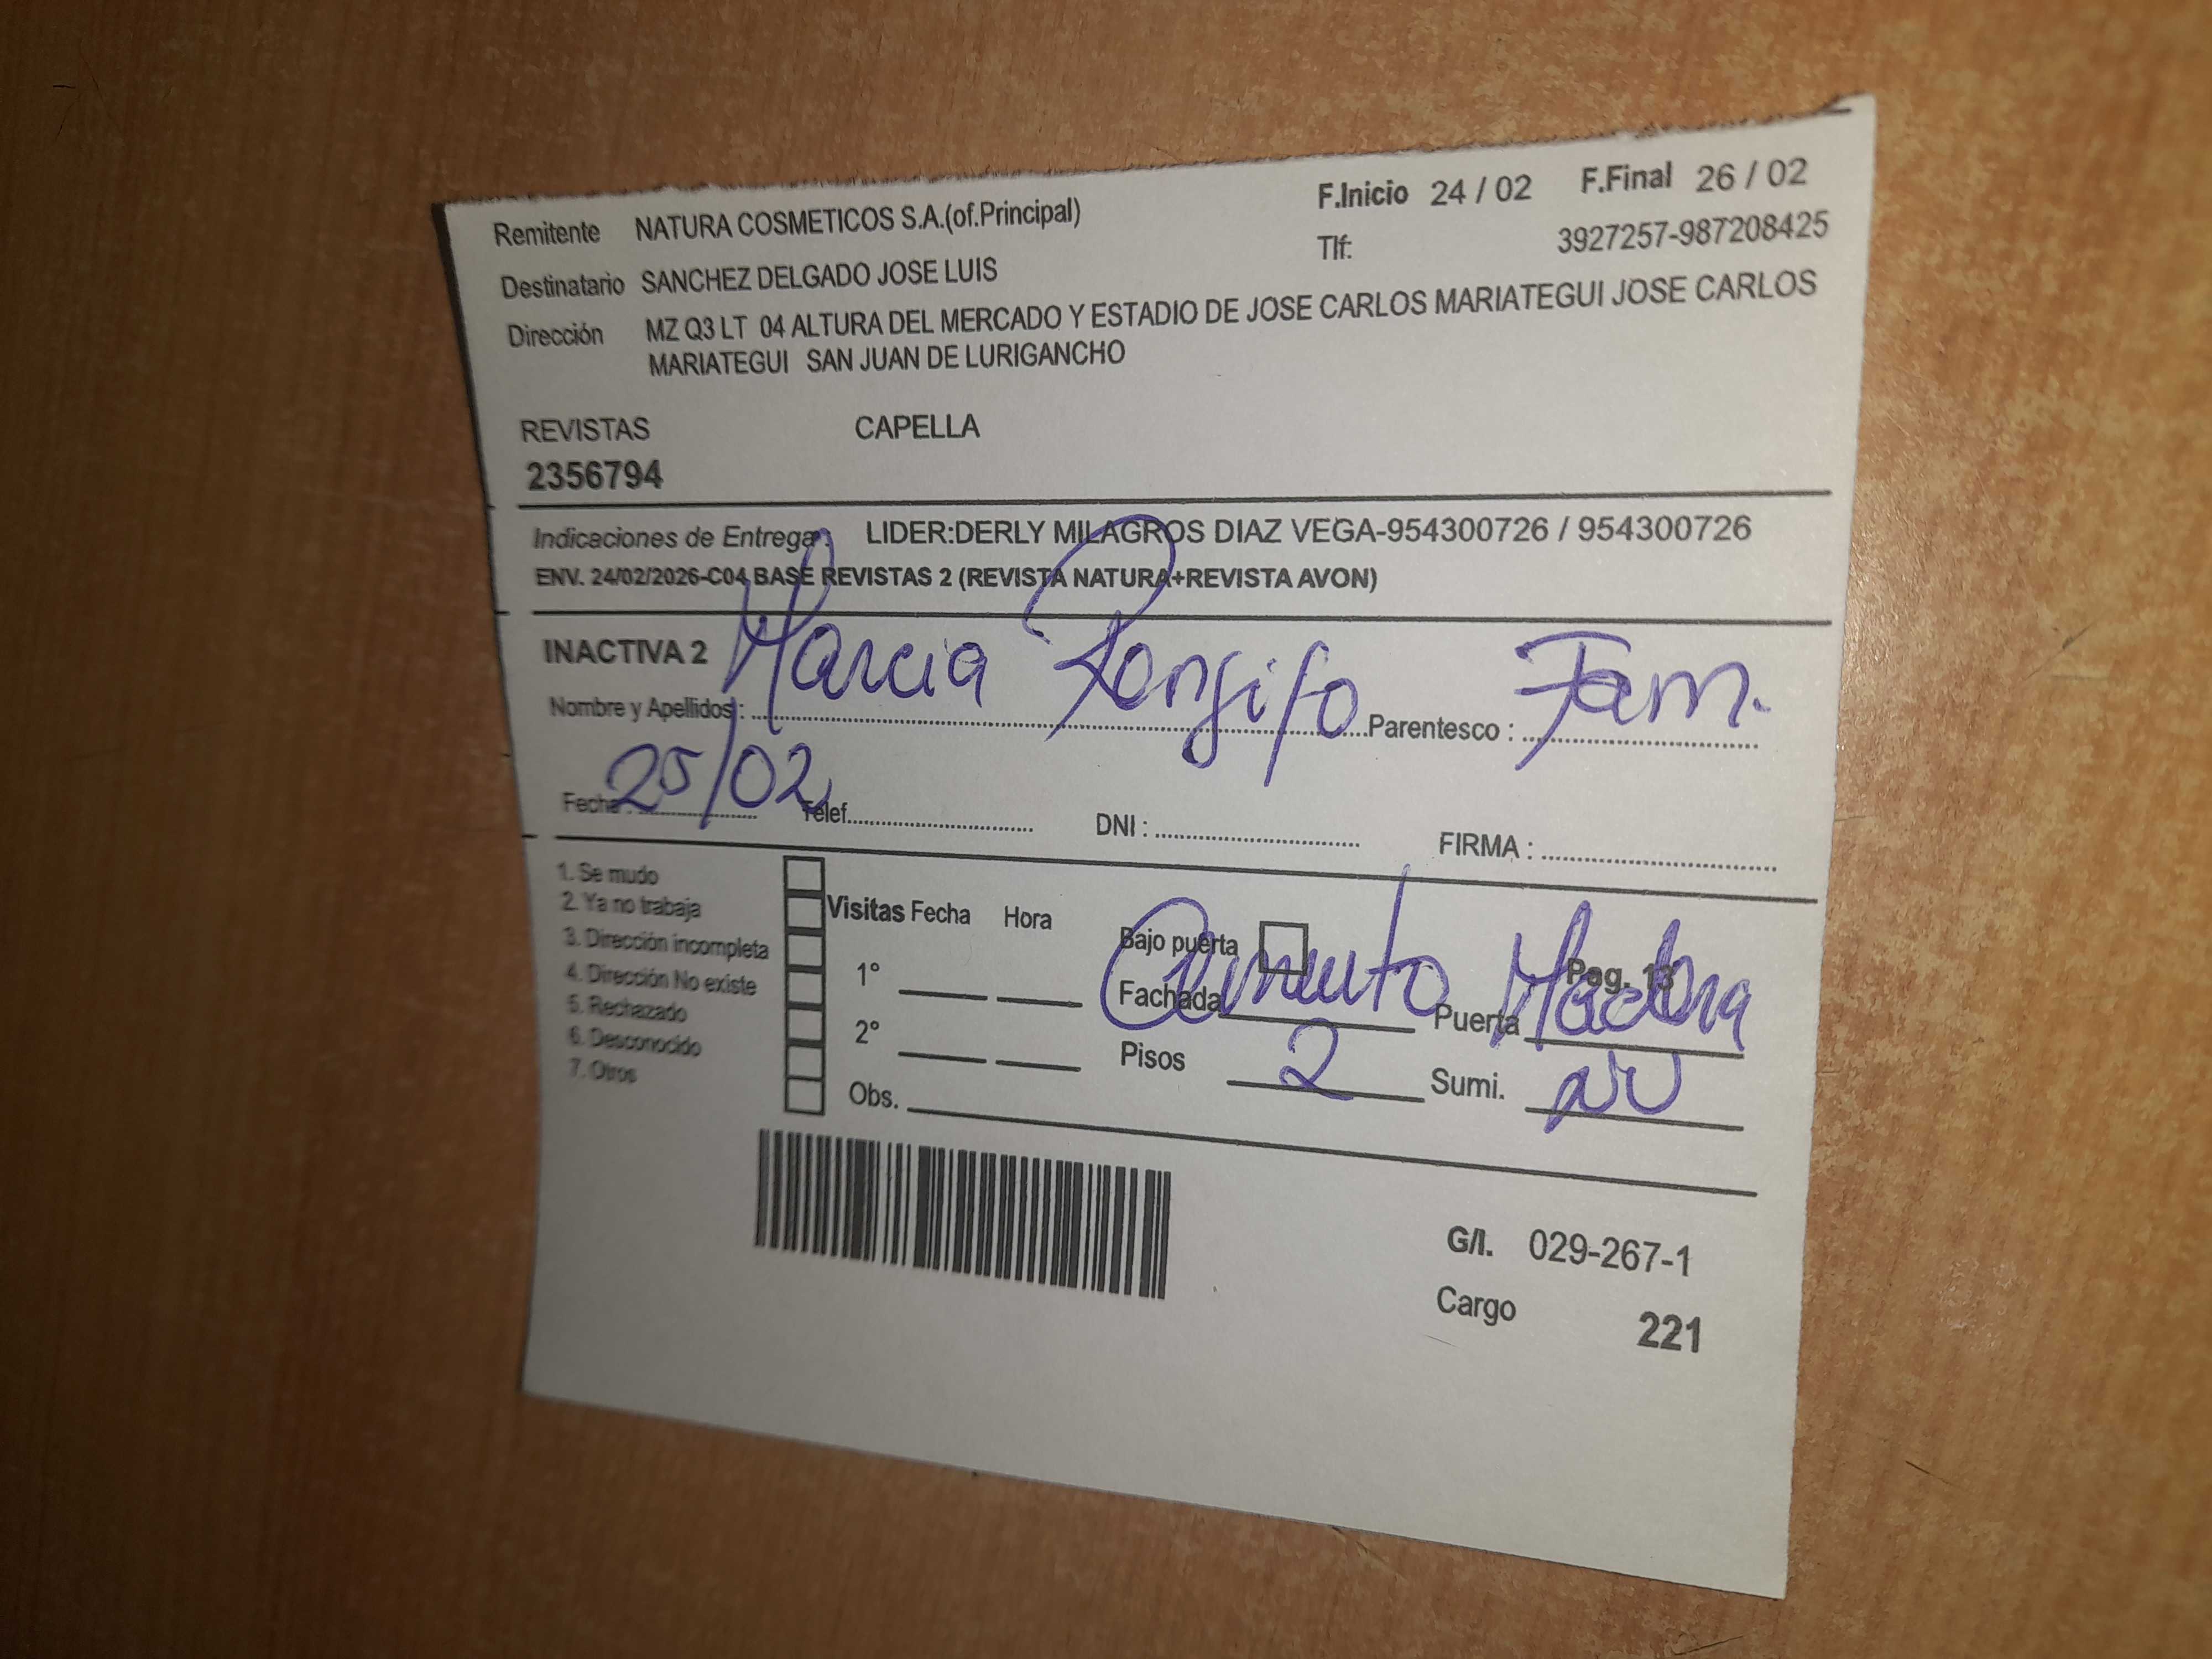 Remitente NATURA COSMETICOS S.A.(of.Principal) F.Inicio 24 / 02 F.Final 26 / 02
Tlf: 3927257-987208425
Destinatario SANCHEZ DELGADO JOSE LUIS
Dirección MZ Q3 LT 04 ALTURA DEL MERCADO Y ESTADIO DE JOSE CARLOS MARIATEGUI JOSE CARLOS
MARIATEGUI SAN JUAN DE LURIGANCHO
REVISTAS CAPELLA
2356794
Indicaciones de Entrega : LIDER:DERLY MILAGROS DIAZ VEGA-954300726 / 954300726
ENV. 24/02/2026-C04 BASE REVISTAS 2 (REVISTA NATURA+REVISTA AVON)
INACTIVA 2
Nombre y Apellidos : Marcia Rengifo Parentesco : Fam.
Fecha : 25/02 Telef. DNI : FIRMA :
1. Se mudo
2. Ya no trabaja
3. Dirección incompleta
4. Dirección No existe
5. Rechazado
6. Desconocido
7. Otros
Visitas Fecha Hora
1°
2°
Obs.
Bajo puerta Pag. 13
Fachada Cemento Puerta Madera
Pisos 2 Sumi.
G/I. 029-267-1
Cargo 221